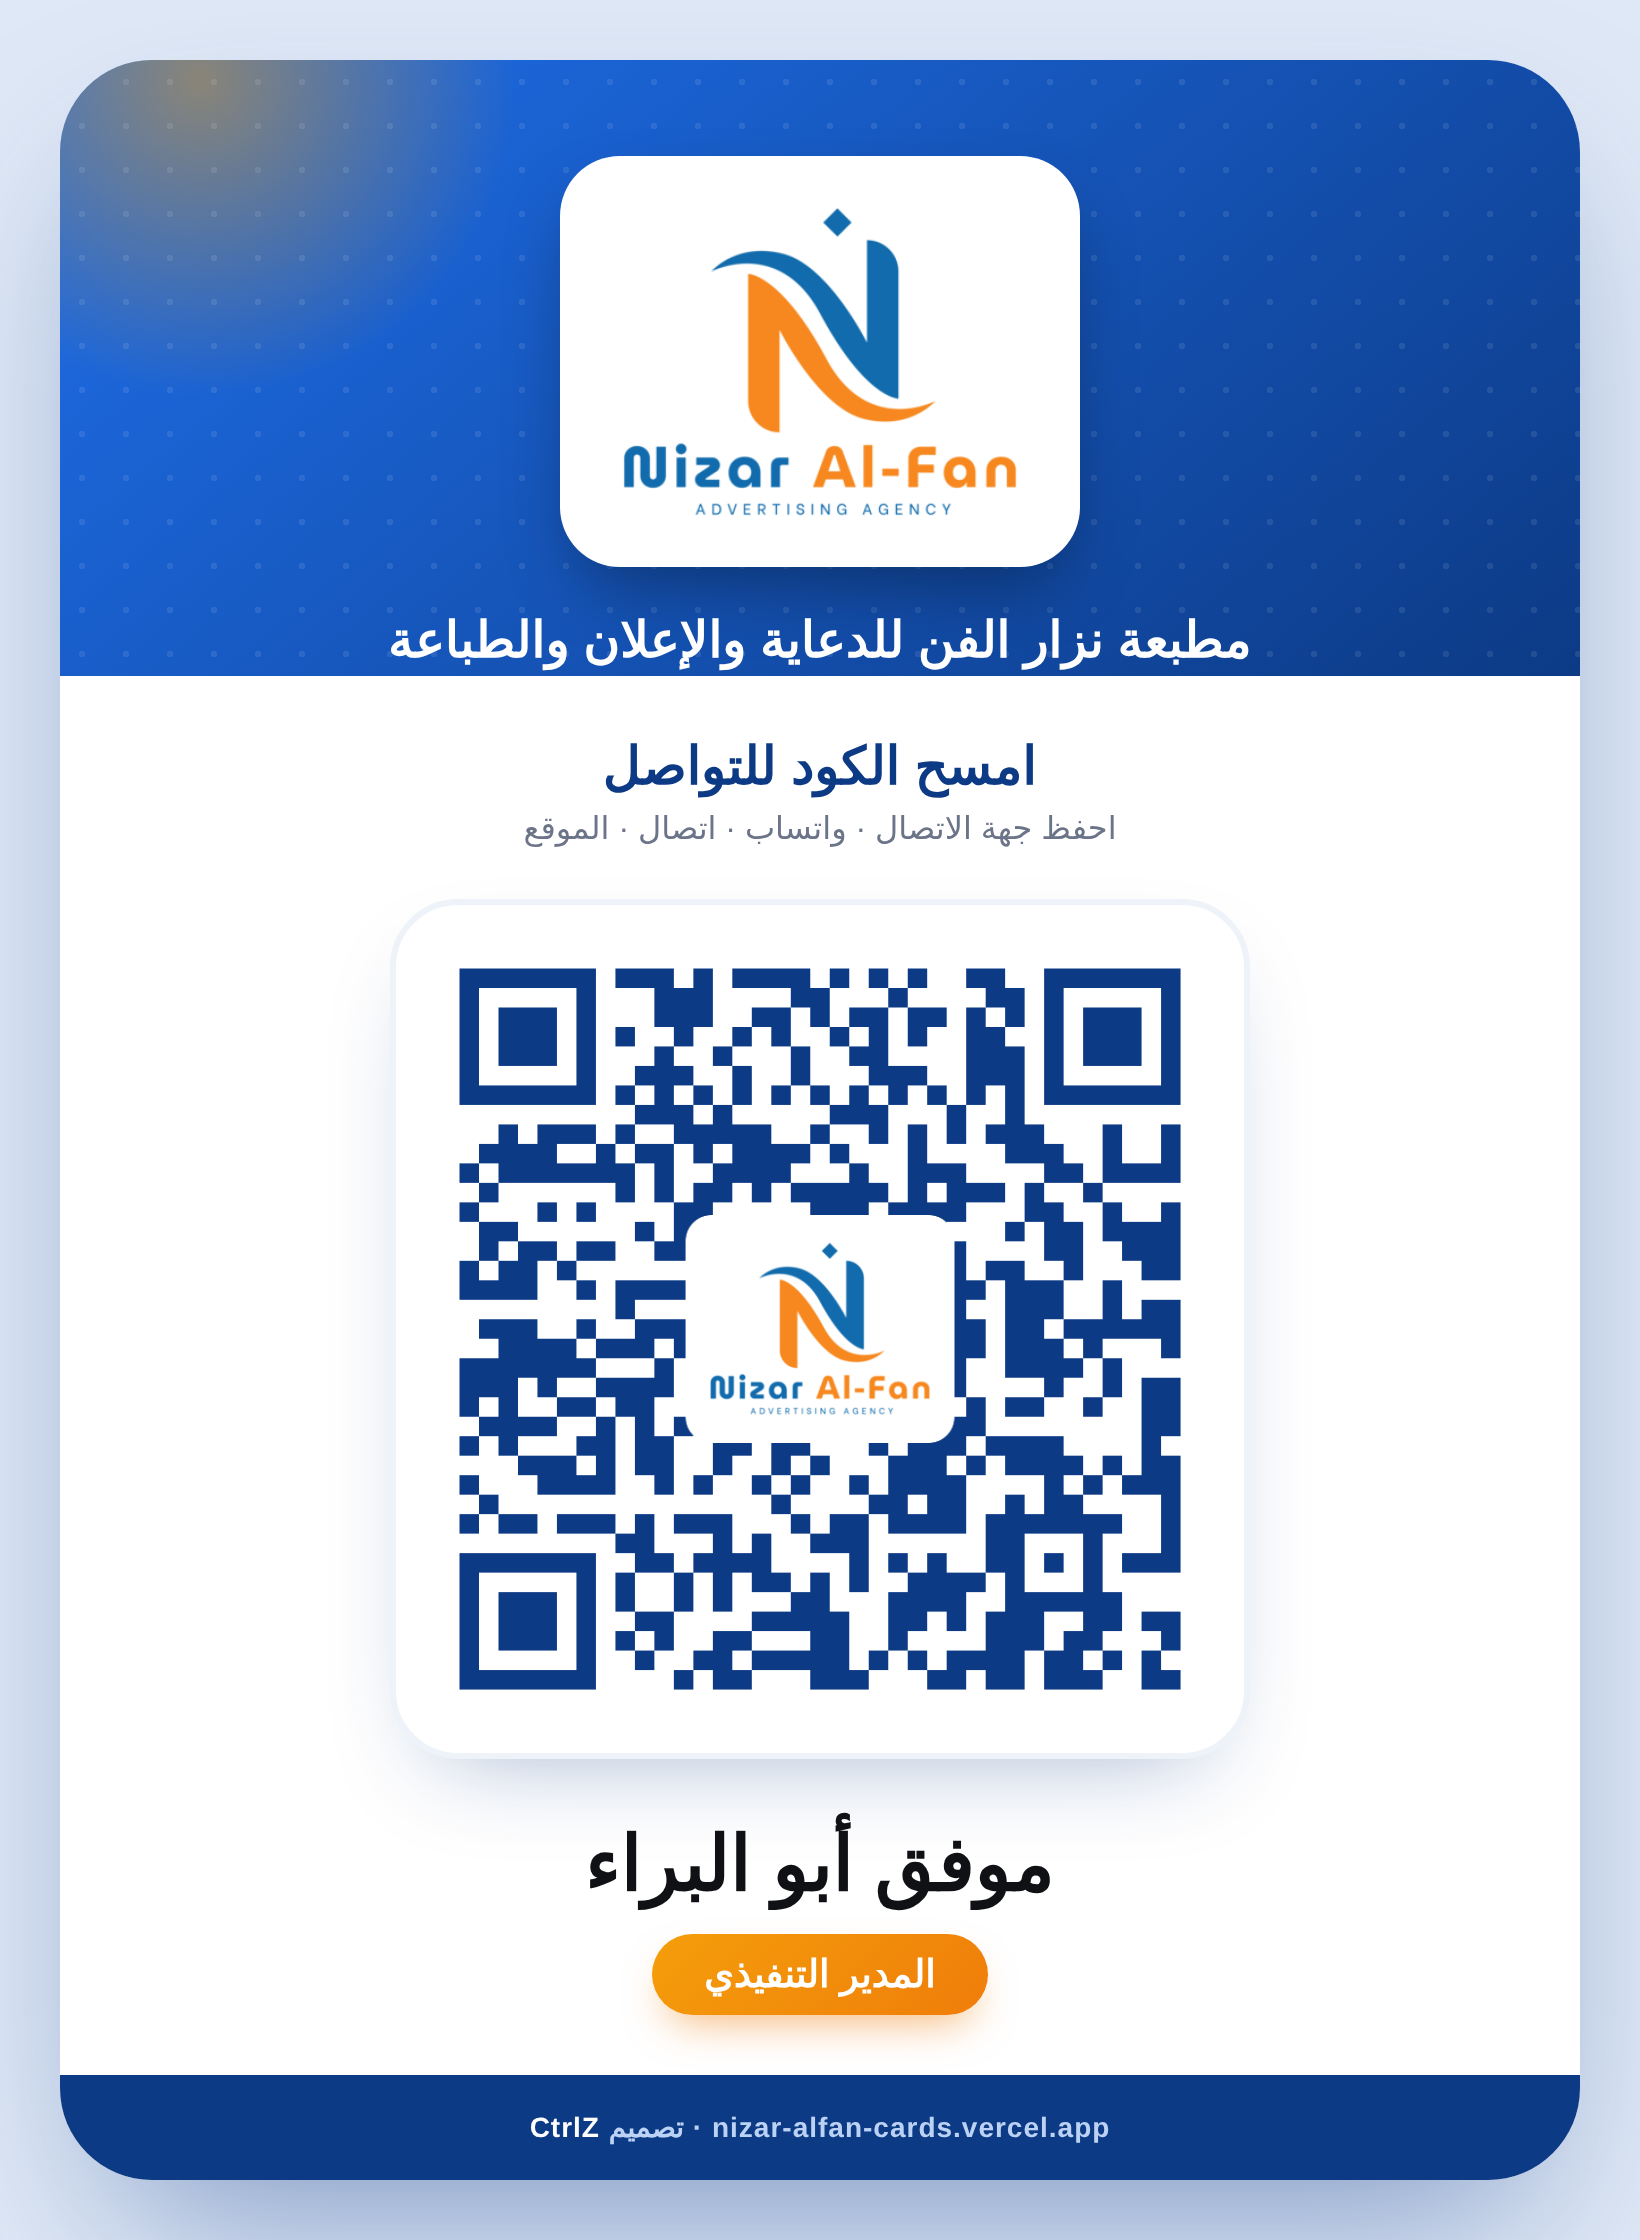 Nizar Al-Fan
ADVERTISING AGENCY
مطبعة نزار الفن للدعاية والإعلان والطباعة
امسح الكود للتواصل
احفظ جهة الاتصال · واتساب · اتصال · الموقع
Nizar Al-Fan
ADVERTISING AGENCY
موفق أبو البراء
المدير التنفيذي
nizar-alfan-cards.vercel.app · تصميم CtrlZ